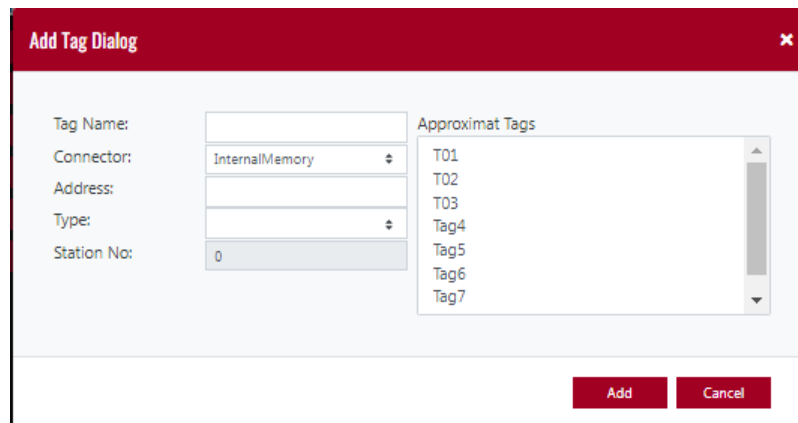 Add Tag Dialog
Tag Name:
Approximat Tags
Connector:
InternalMemory
Address:
Type:
Station No:
0
T01
T02
T03
Tag4
Tag5
Tag6
Tag7
Add
Cancel